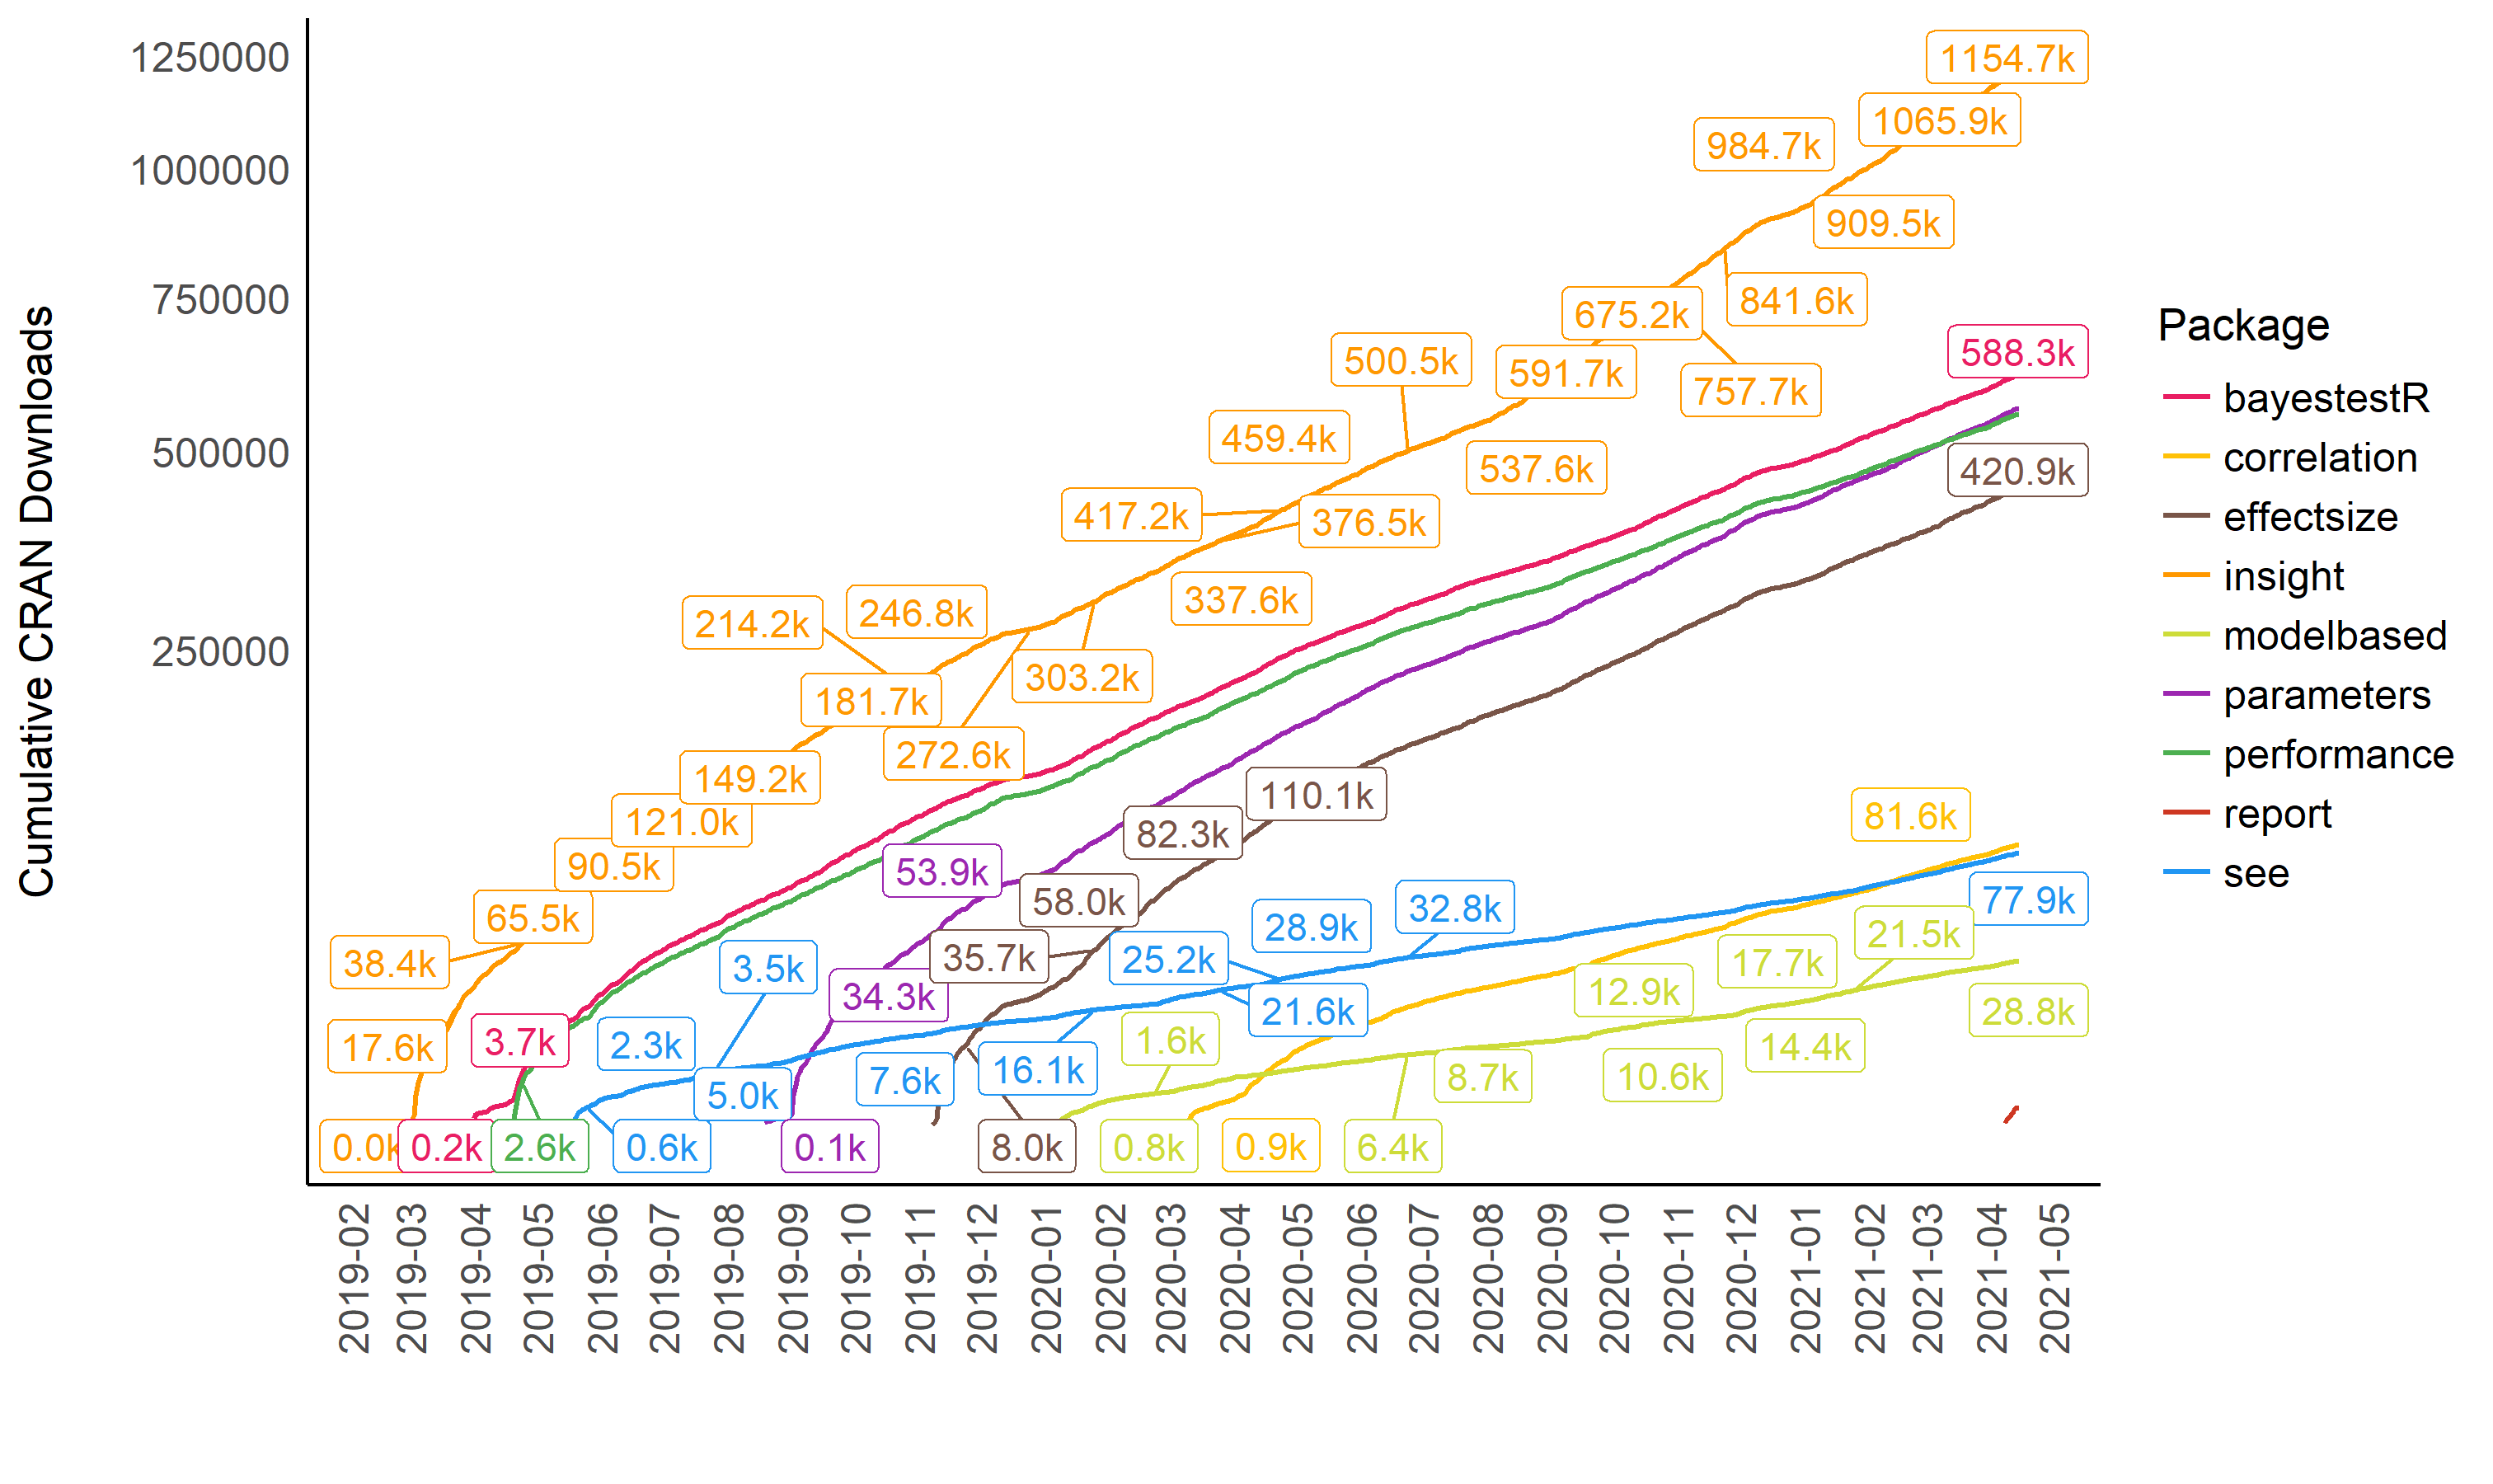 Cumulative CRAN Downloads
1250000
1000000
750000
500000
250000
1154.7k
1065.9k
984.7k
909.5k
841.6k
675.2k
757.7k
588.3k
500.5k
591.7k
459.4k
537.6k
420.9k
417.2k
376.5k
337.6k
246.8k
214.2k
303.2k
181.7k
272.6k
149.2k
121.0k
110.1k
82.3k
81.6k
90.5k
53.9k
58.0k
65.5k
32.8k
28.9k
77.9k
21.5k
38.4k
3.5k
35.7k
25.2k
17.7k
34.3k
12.9k
21.6k
28.8k
17.6k
3.7k
2.3k
1.6k
14.4k
5.0k
7.6k
16.1k
8.7k
10.6k
0.0k
0.2k
2.6k
0.6k
0.1k
8.0k
0.8k
0.9k
6.4k
2019-02
2019-03
2019-04
2019-05
2019-06
2019-07
2019-08
2019-09
2019-10
2019-11
2019-12
2020-01
2020-02
2020-03
2020-04
2020-05
2020-06
2020-07
2020-08
2020-09
2020-10
2020-11
2020-12
2021-01
2021-02
2021-03
2021-04
2021-05
Package
bayestestR
correlation
effectsize
insight
modelbased
parameters
performance
report
see